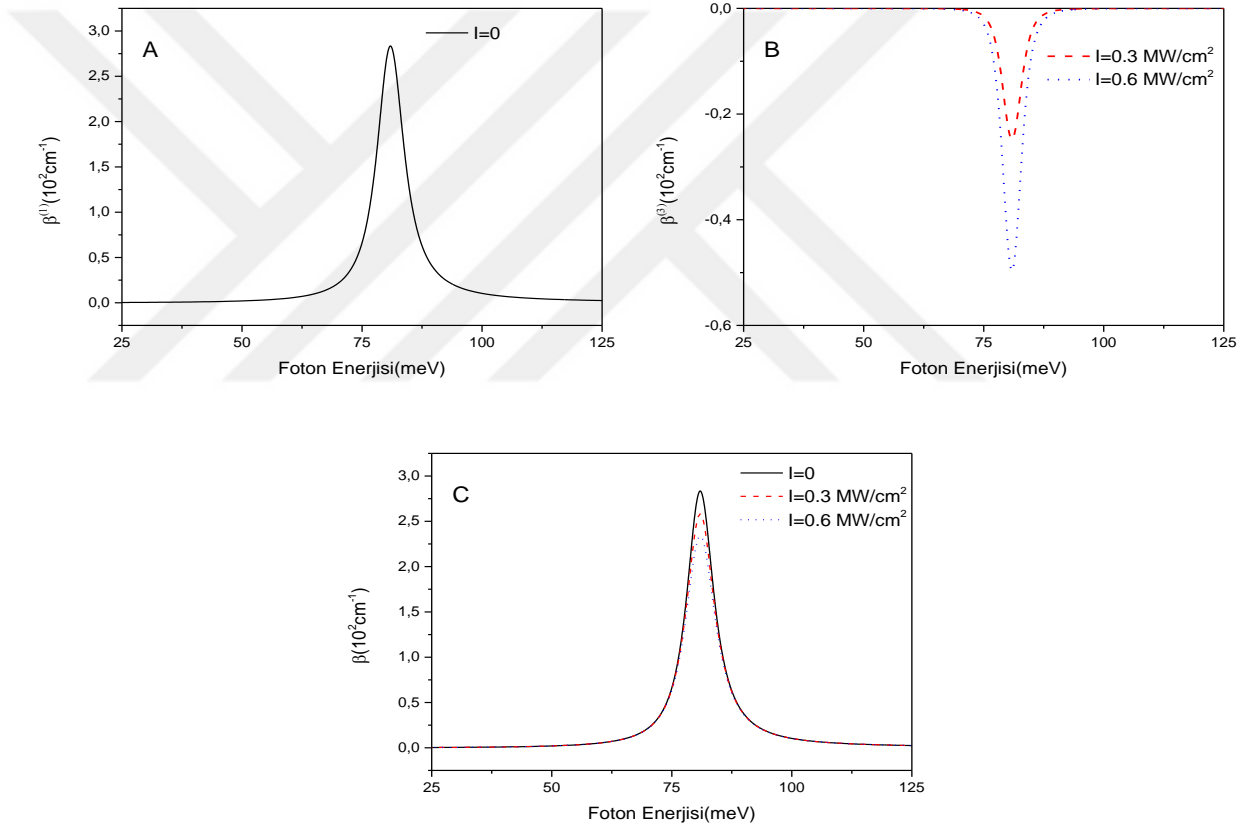 A
I=0
3,0
2,5
2,0
1,5
1,0
0,5
0,0
β⁽¹⁾(10²cm⁻¹)
25 50 75 100 125
Foton Enerjisi(meV)
B
I=0.3 MW/cm²
I=0.6 MW/cm²
0,0
-0,2
-0,4
-0,6
β⁽³⁾(10²cm⁻¹)
25 50 75 100 125
Foton Enerjisi(meV)
C
I=0
I=0.3 MW/cm²
I=0.6 MW/cm²
3,0
2,5
2,0
1,5
1,0
0,5
0,0
β(10²cm⁻¹)
25 50 75 100 125
Foton Enerjisi(meV)